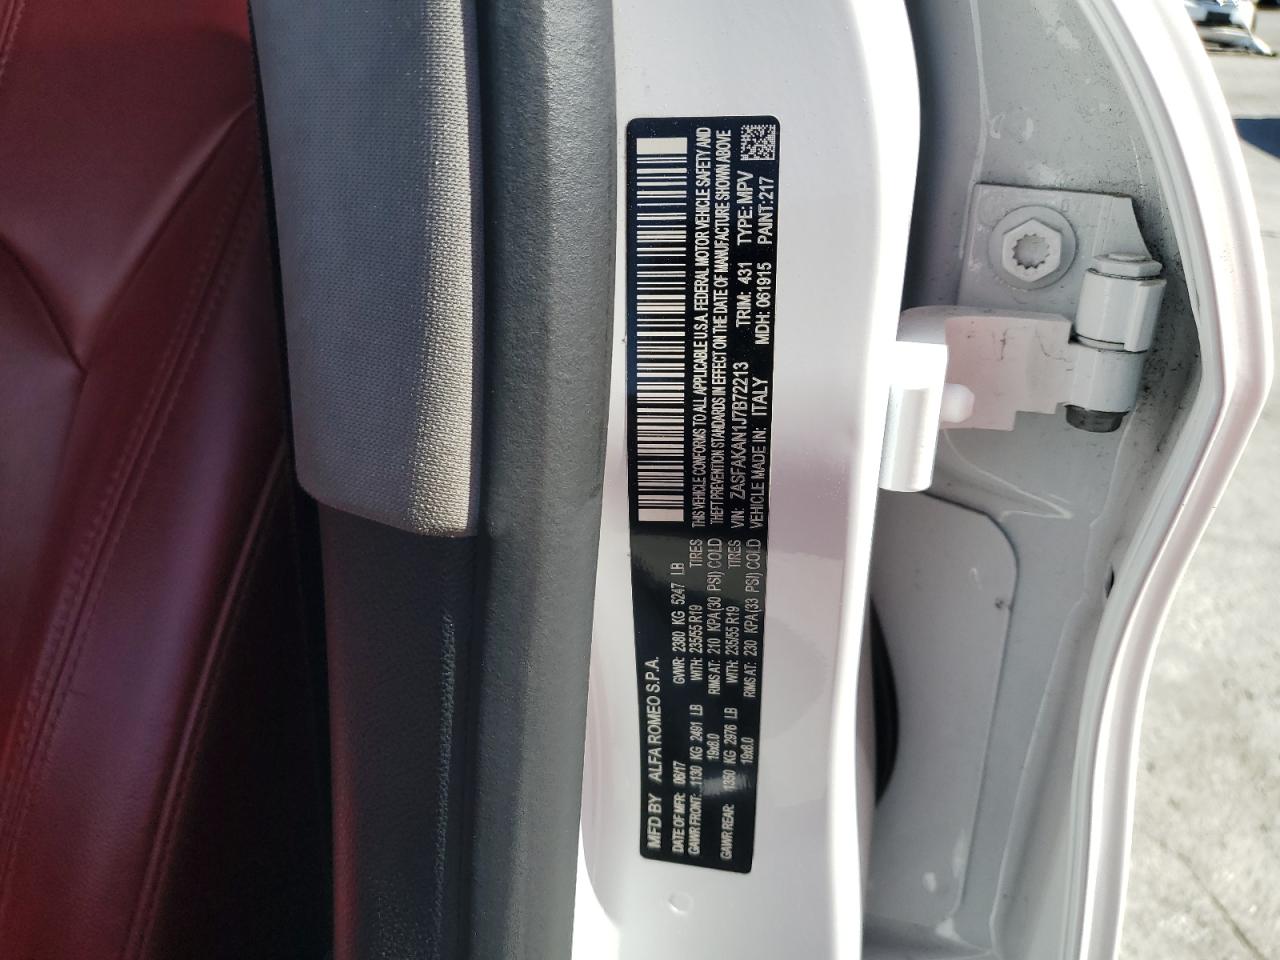 MFD BY ALFA ROMEO S.P.A.
DATE OF MFR: 06/17 GVWR: 2380 KG 5247 LB
GAWR FRONT: 1130 KG 2491 LB WITH: 235/55 R19 TIRES
19x8.0 RIMS AT: 210 KPA(30 PSI) COLD
GAWR REAR: 1350 KG 2976 LB WITH: 235/55 R19 TIRES
19x8.0 RIMS AT: 230 KPA(33 PSI) COLD
THIS VEHICLE CONFORMS TO ALL APPLICABLE U.S.A. FEDERAL MOTOR VEHICLE SAFETY AND
THEFT PREVENTION STANDARDS IN EFFECT ON THE DATE OF MANUFACTURE SHOWN ABOVE
VIN: ZASFAKAN1J7B72213 TRIM: 431 TYPE: MPV
VEHICLE MADE IN: ITALY MDH: 061915 PAINT: 217